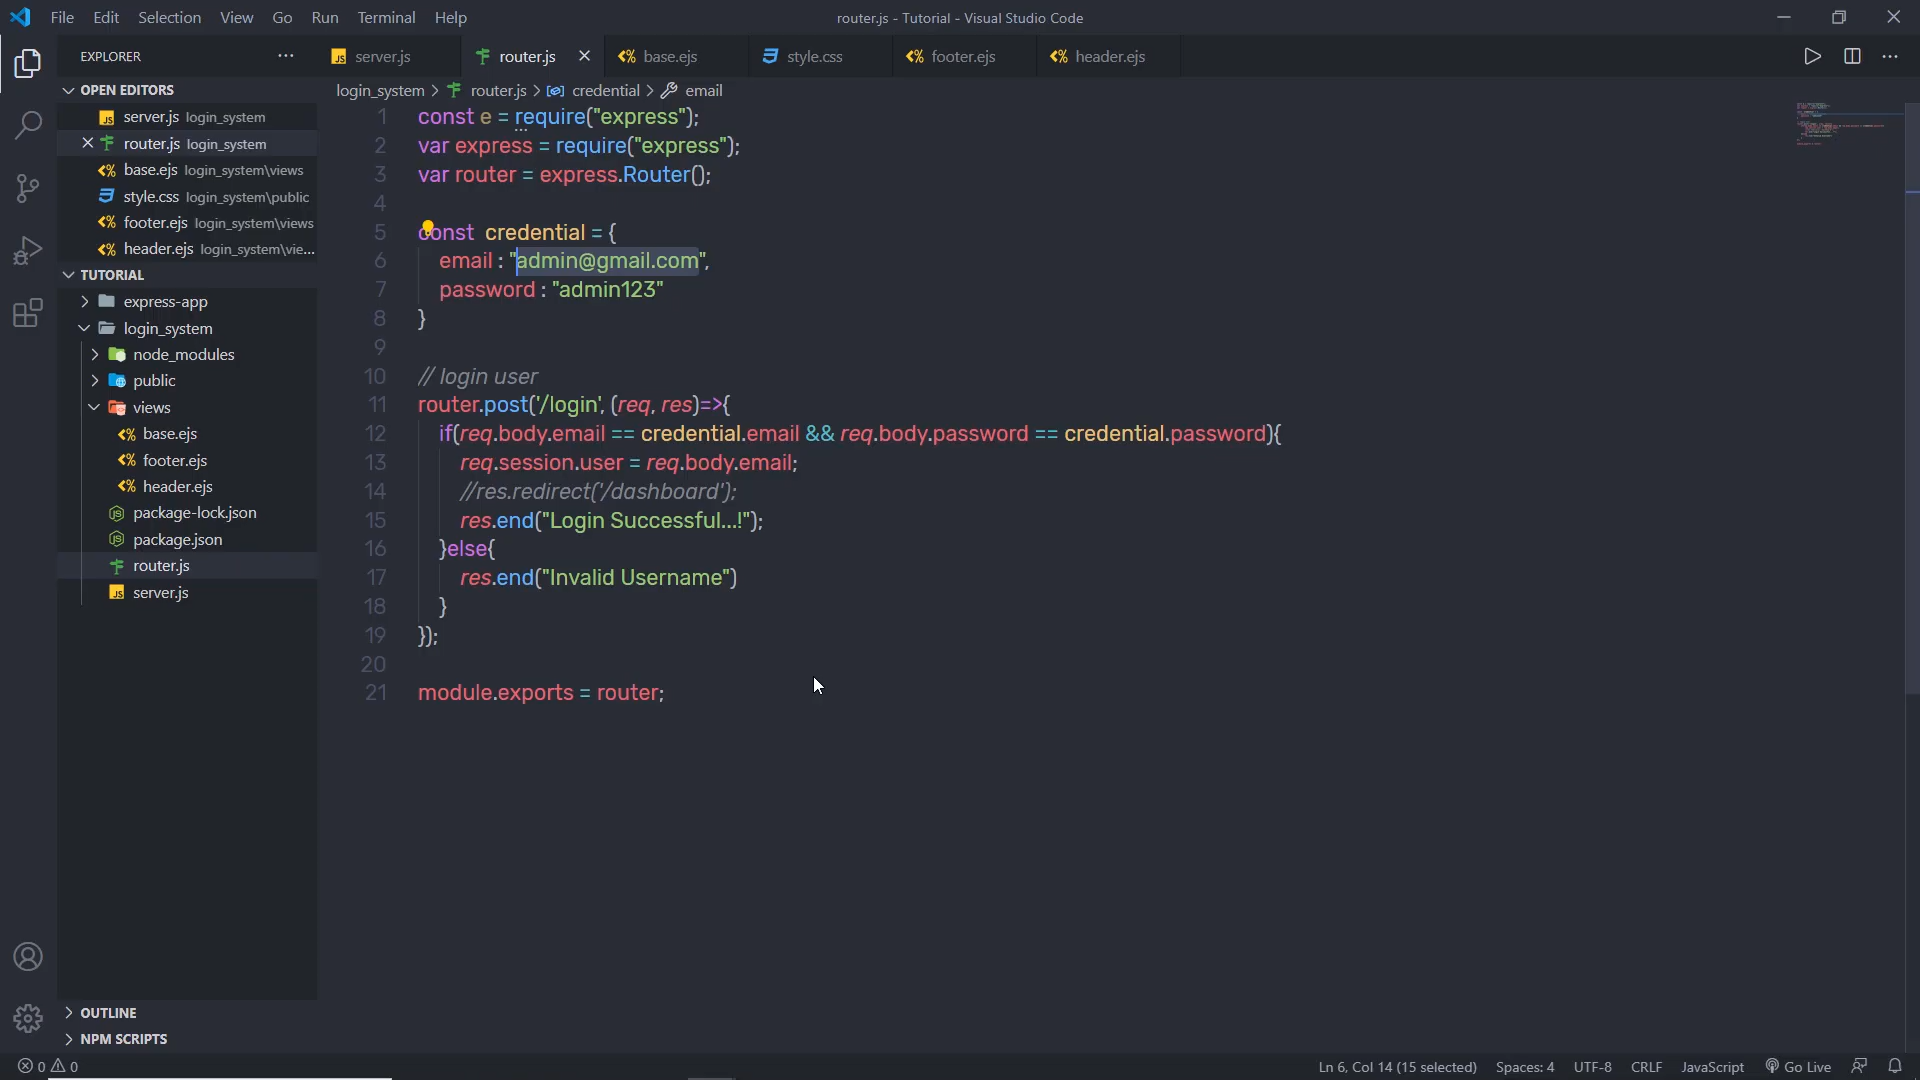 File Edit Selection View Go Run Terminal Help
router.js - Tutorial - Visual Studio Code
EXPLORER
server.js
router.js
base.ejs
style.css
footer.ejs
header.ejs
OPEN EDITORS
server.js login_system
router.js login_system
base.ejs login_system\views
style.css login_system\public
footer.ejs login_system\views
header.ejs login_system\vie...
TUTORIAL
express-app
login_system
node_modules
public
views
base.ejs
footer.ejs
header.ejs
package-lock.json
package.json
router.js
server.js
OUTLINE
NPM SCRIPTS
login_system > router.js > credential > email
1 const e = require("express");
2 var express = require("express");
3 var router = express.Router();
4
5 const credential = {
6 email : "admin@gmail.com",
7 password : "admin123"
8 }
9
10 // login user
11 router.post('/login', (req, res)=>{
12 if(req.body.email == credential.email && req.body.password == credential.password){
13 req.session.user = req.body.email;
14 //res.redirect('/dashboard');
15 res.end("Login Successful...!");
16 }else{
17 res.end("Invalid Username")
18 }
19 });
20
21 module.exports = router;
0 0
Ln 6, Col 14 (15 selected) Spaces: 4 UTF-8 CRLF JavaScript Go Live